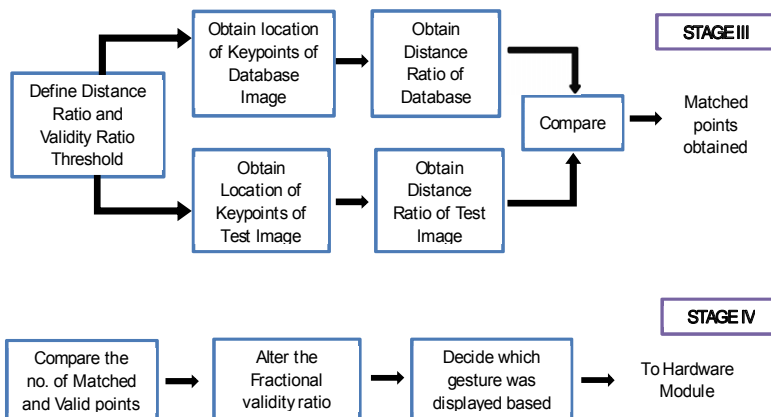 STAGE III
Define Distance
Ratio and
Validity Ratio
Threshold
Obtain location
of Keypoints of
Database
Image
Obtain
Distance
Ratio of
Database
Obtain
Location of
Keypoints of
Test Image
Obtain
Distance
Ratio of Test
Image
Compare
Matched
points
obtained
STAGE IV
Compare the
no. of Matched
and Valid points
Alter the
Fractional
validity ratio
Decide which
gesture was
displayed based
To Hardware
Module